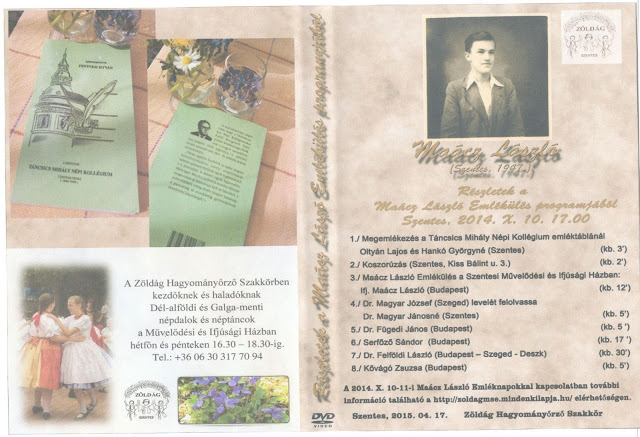 TÁNCSICS MIHÁLY NÉPI KOLLÉGIUM
A Zöldág Hagyományőrző Szakkörben
kezdőknek és haladóknak
Dél-alföldi és Galga-menti
népdalok és néptáncok
a Művelődési és Ifjúsági Házban
hétfőn és pénteken 16.30 – 18.30-ig.
Tel.: +36 06 30 317 70 94
ZÖLDÁG
SZENTES
Részletek a Maácz László Emlékülés programjából
DVD
VIDEO
ZÖLDÁG
SZENTES
Maácz László
(Szentes, 1947.)
Részletek a
Maácz László Emlékülés programjából
Szentes, 2014. X. 10. 17.00
1./ Megemlékezés a Táncsics Mihály Népi Kollégium emléktáblánál
Oltyán Lajos és Hankó Györgyné (Szentes) (kb. 3')
2./ Koszorúzás (Szentes, Kiss Bálint u. 3.) (kb. 2')
3./ Maácz László Emlékülés a Szentesi Művelődési és Ifjúsági Házban:
Ifj. Maácz László (Budapest) (kb. 12')
4./ Dr. Magyar József (Szeged) levelét felolvassa
Dr. Magyar Jánosné (Szentes) (kb. 5')
5./ Dr. Fügedi János (Budapest) (kb. 5')
6./ Serfőző Sándor (Budapest) (kb. 17 ')
7./ Dr. Felföldi László (Budapest – Szeged - Deszk) (kb. 30')
8./ Kővágó Zsuzsa (Budapest) (kb. 5')
A 2014. X. 10-11-i Maácz László Emléknapokkal kapcsolatban további
információ található a http://zoldagmse.mindenkilapja.hu/ elérhetőségen.
Szentes, 2015. 04. 17. Zöldág Hagyományőrző Szakkör